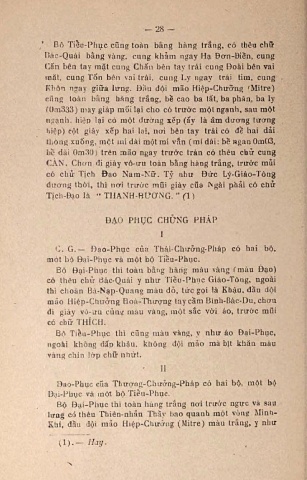 — 28 —
Bộ Tiểu-Phục cũng toàn bằng hàng trắng, có thêu chữ
Bác-Quái bằng vàng, cung khảm ngay Hạ Đơn-Điền, cung
Cấn bên tay mặt cung Chấn bên tay trái cung Đoài bên vai
mặt, cung Tốn bên vai trái, cung Ly ngay trái tim, cung
Khôn ngay giữa lưng. Đầu đội mão Hiệp-Chưởng (Mitre)
cũng toàn bằng hàng trắng, bề cao ba tất, ba phân, ba ly
(0m333) may giáp mối lại cho có trước một ngạnh, sau một
ngạnh, hiệp lại có một đường xếp (ấy là âm dương tương
hiệp) cột giây xếp hai lai, nơi bên tay trái có để hai dải
thòng xuống, một mí dài một mí vắn (mí dài: bề ngan 0m03,
bề dài 0m30) trên mão ngay trước trán có thêu chữ cung
CÀN. Chơn đi giày vô-ưu toàn bằng hàng trắng, trước mũi
có chữ Tịch Đạo Nam-Nữ. Tỷ như Đức Lý-Giáo-Tông
đương thời, thì nơi trước mũi giày của Ngài phải có chữ
Tịch-Đạo là “ THANH-HƯƠNG. ” (1)
ĐẠO PHỤC CHỨNG PHÁP
I
C. G.— Đạo-Phục của Thái-Chưởng-Pháp có hai bộ,
một bộ Đại-Phục và một bộ Tiểu-Phục.
Bộ Đại-Phục thì toàn bằng hàng màu vàng (màu Đạo)
có thêu chữ Bác-Quái y như Tiểu-Phục Giáo-Tông, ngoài
thì choàn Bá-Nạp-Quang màu đỏ, tức gọi là Khậu, đầu đội
mão Hiệp-Chưởng Hoà-Thượng tay cầm Bình-Bác-Du, chơn
đi giày vô-ưu cũng màu vàng, một sắc với áo, trước mũi
có chữ THÍCH.
Bộ Tiểu-Phục thì cũng màu vàng, y như áo Đại-Phục,
ngoài không đắp khậu, không đội mão mà bịt khăn màu
vàng chín lớp chữ nhứt.
II
Đạo-Phục của Thượng-Chưởng-Pháp có hai bộ, một bộ
Đại-Phục và một bộ Tiểu-Phục.
Bộ Đại-Phục thì toàn hàng trắng nơi trước ngực và sau
lưng có thêu Thiên-nhãn Thầy bao quanh một vòng Minh-
Khí, đầu đội mão Hiệp-Chưởng (Mitre) màu trắng, y như
(1).— Hay.